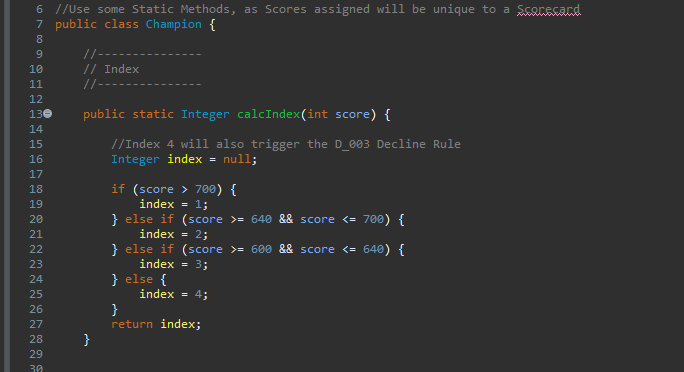 6 //Use some Static Methods, as Scores assigned will be unique to a Scorecard
7 public class Champion {
8
9 //---------------
10 // Index
11 //---------------
12
13 public static Integer calcIndex(int score) {
14
15 //Index 4 will also trigger the D_003 Decline Rule
16 Integer index = null;
17
18 if (score > 700) {
19 index = 1;
20 } else if (score >= 640 && score <= 700) {
21 index = 2;
22 } else if (score >= 600 && score <= 640) {
23 index = 3;
24 } else {
25 index = 4;
26 }
27 return index;
28 }
29
30